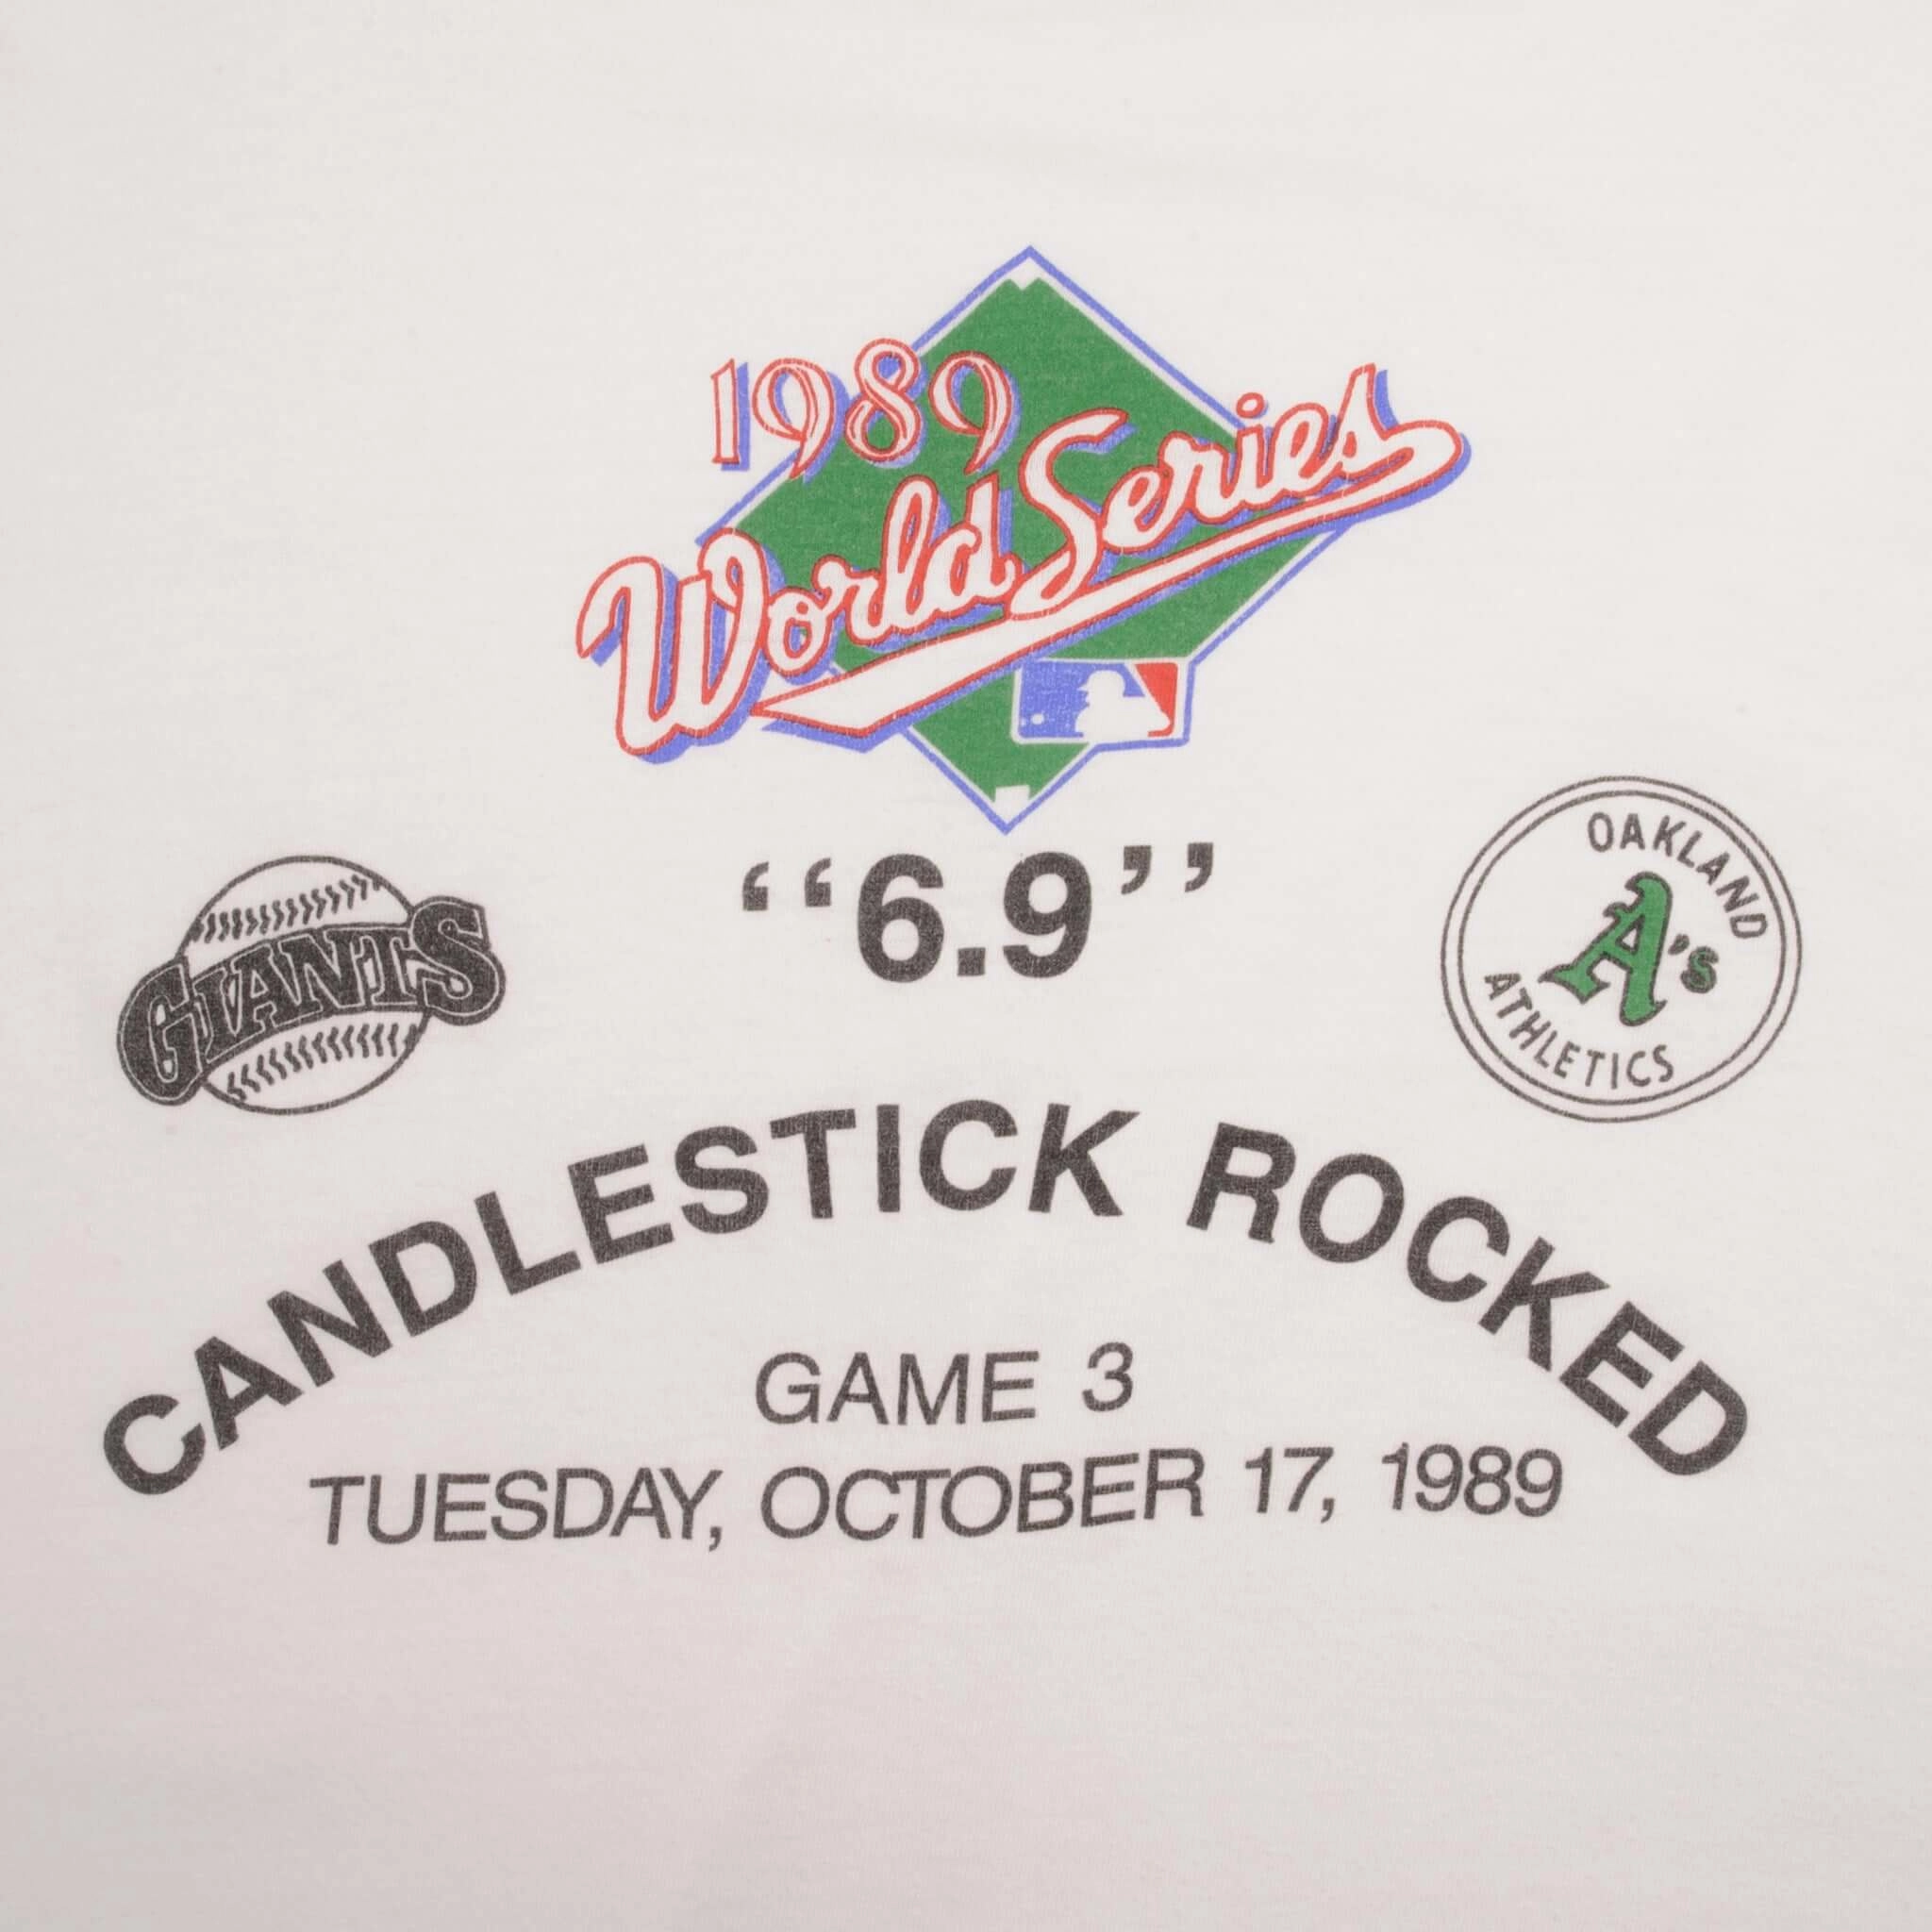 1989
World Series
"6.9"
GIANTS
OAKLAND
A's
ATHLETICS
CANDLESTICK ROCKED
GAME 3
TUESDAY, OCTOBER 17, 1989